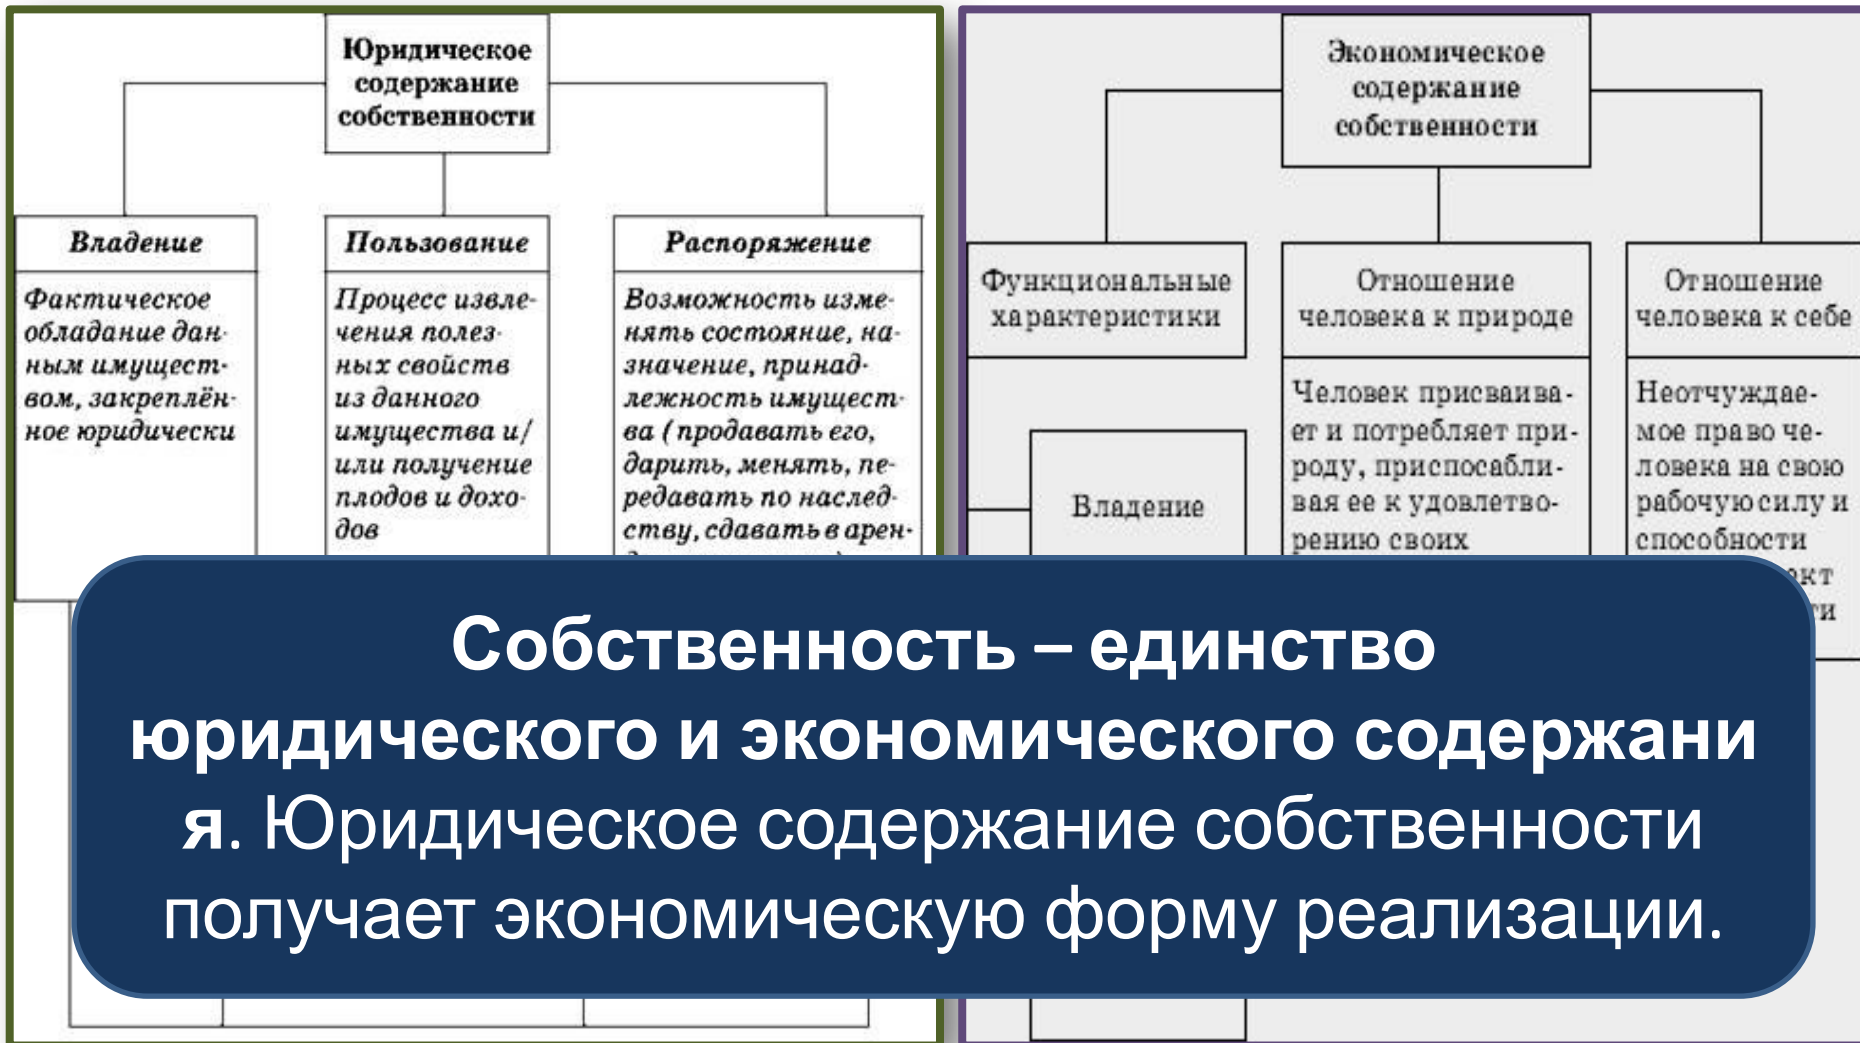 Юридическое
содержание
собственности
Владение
Фактическое
обладание дан-
ным имущест-
вом, закреплён-
ное юридически
Пользование
Процесс извле-
чения полез-
ных свойств
из данного
имущества и/
или получение
плодов и дохо-
дов
Распоряжение
Возможность изме-
нять состояние, на-
значение, принад-
лежность имущест-
ва (продавать его,
дарить, менять, пе-
редавать по наслед-
ству, сдавать в арен-
Экономическое
содержание
собственности
Функциональные
характеристики
Владение
Отношение
человека к природе
Человек присваива-
ет и потребляет при-
роду, приспосабли-
вая ее к удовлетво-
рению своих
Отношение
человека к себе
Неотчуждае-
мое право че-
ловека на свою
рабочую силу и
способности
Собственность – единство
юридического и экономического содержани
я. Юридическое содержание собственности
получает экономическую форму реализации.